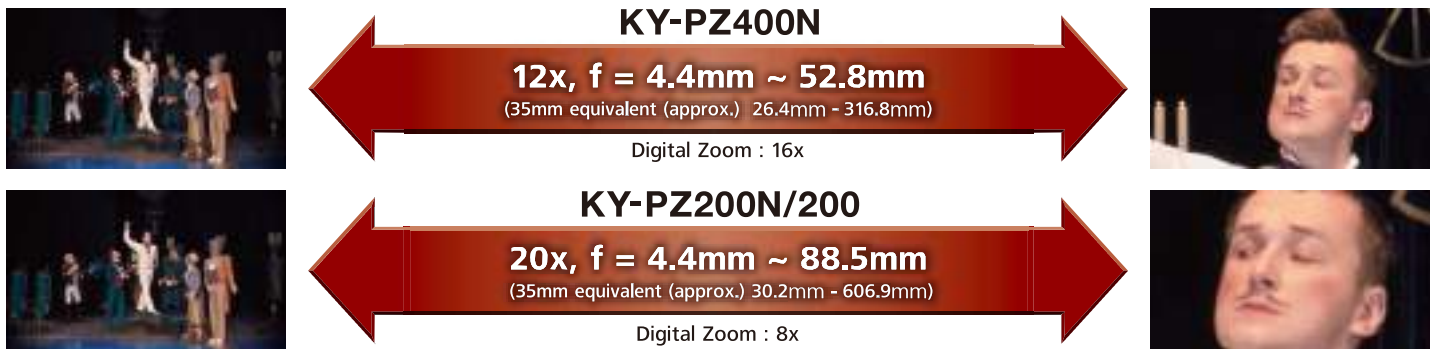 KY-PZ400N
12x, f = 4.4mm ~ 52.8mm
(35mm equivalent (approx.) 26.4mm - 316.8mm)
Digital Zoom : 16x
KY-PZ200N/200
20x, f = 4.4mm ~ 88.5mm
(35mm equivalent (approx.) 30.2mm - 606.9mm)
Digital Zoom : 8x